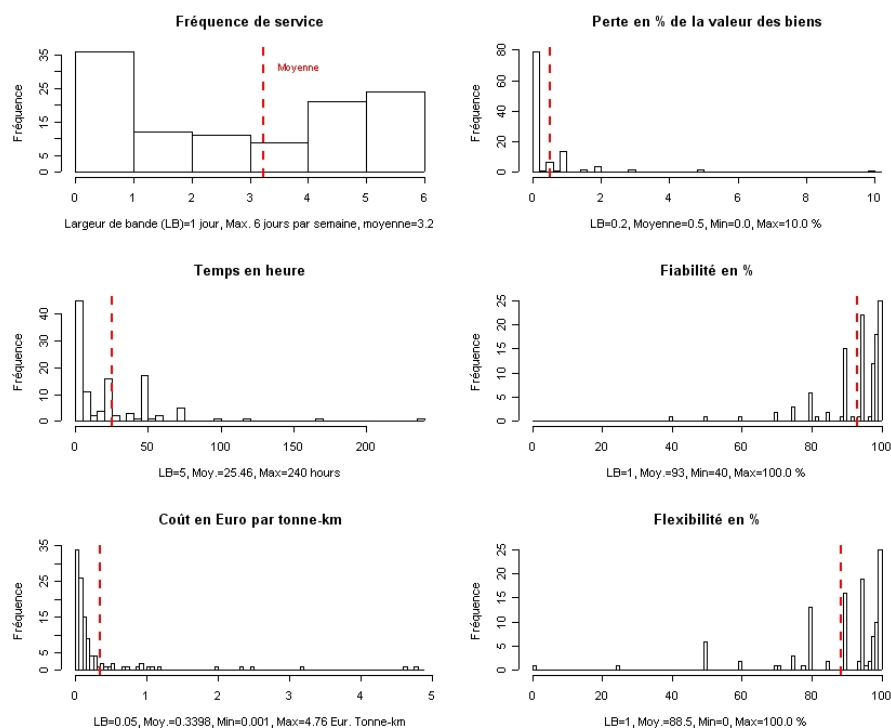 Fréquence de service
Fréquence
5
15
25
35
Moyenne
0 1 2 3 4 5 6
Largeur de bande (LB)=1 jour, Max. 6 jours par semaine, moyenne=3.2
Perte en % de la valeur des biens
Fréquence
0 20 40 60 80
0 2 4 6 8 10
LB=0.2, Moyenne=0.5, Min=0.0, Max=10.0 %
Temps en heure
Fréquence
0 10 20 30 40
0 50 100 150 200
LB=5, Moy.=25.46, Max=240 hours
Fiabilité en %
Fréquence
0 5 10 15 20 25
0 20 40 60 80 100
LB=1, Moy.=93, Min=40, Max=100.0 %
Coût en Euro par tonne-km
Fréquence
0 5 15 25 35
0 1 2 3 4 5
LB=0.05, Moy.=0.3398, Min=0.001, Max=4.76 Eur. Tonne-km
Flexibilité en %
Fréquence
0 5 10 15 20 25
0 20 40 60 80 100
LB=1, Moy.=88.5, Min=0, Max=100.0 %